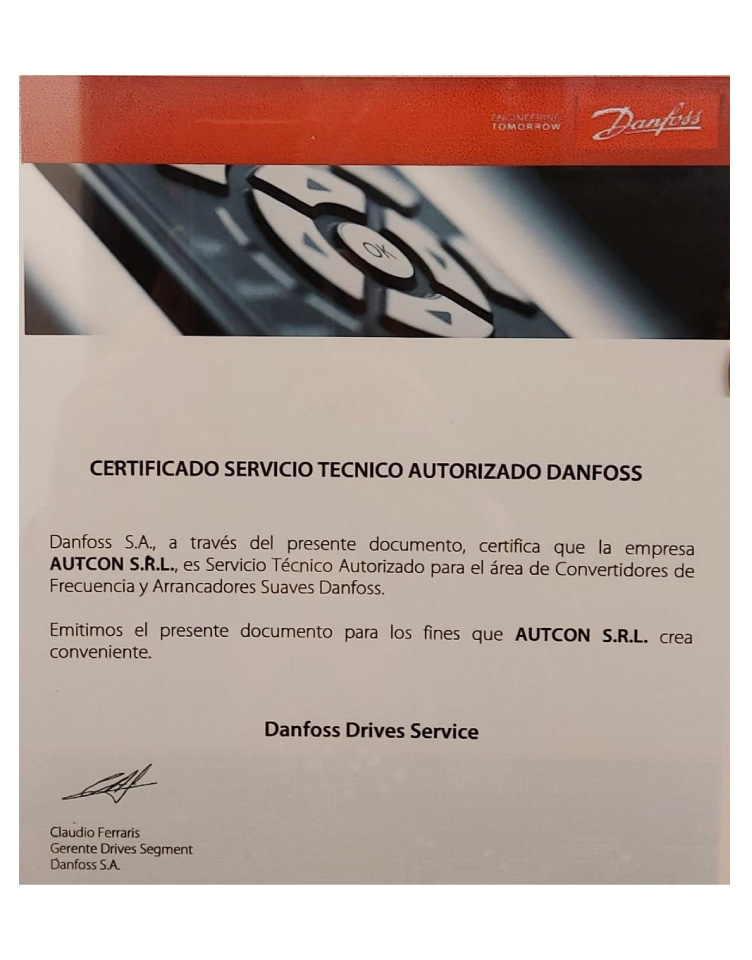 ENGINEERING
TOMORROW
Danfoss
OK
CERTIFICADO SERVICIO TECNICO AUTORIZADO DANFOSS
Danfoss S.A., a través del presente documento, certifica que la empresa
AUTCON S.R.L., es Servicio Técnico Autorizado para el área de Convertidores de
Frecuencia y Arrancadores Suaves Danfoss.
Emitimos el presente documento para los fines que AUTCON S.R.L. crea
conveniente.
Danfoss Drives Service
Claudio Ferraris
Gerente Drives Segment
Danfoss S.A.